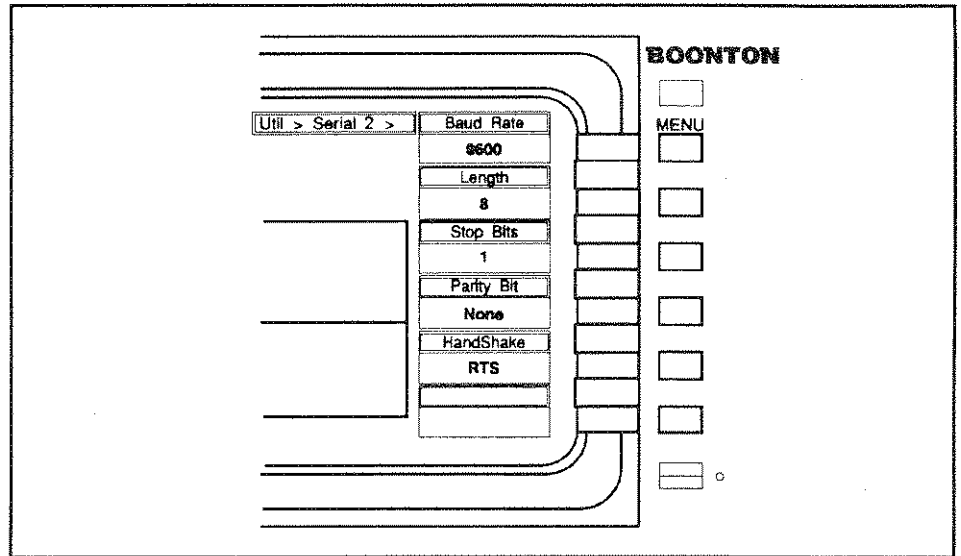 BOONTON
MENU
Util > Serial 2 >
Baud Rate
9600
Length
8
Stop Bits
1
Parity Bit
None
HandShake
RTS